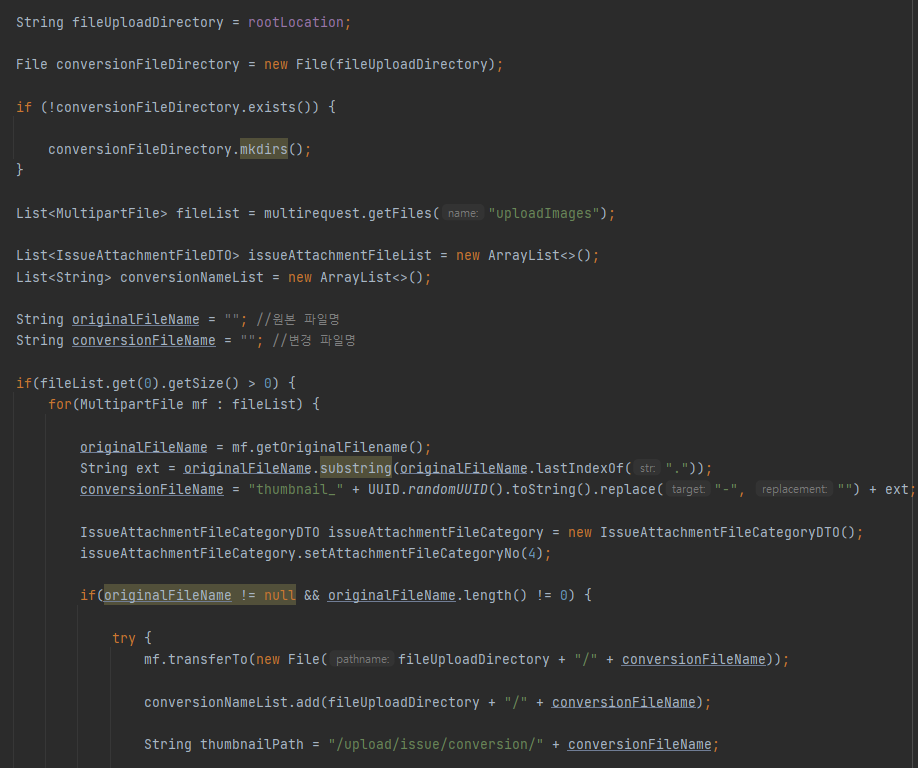 String fileUploadDirectory = rootLocation;
File conversionFileDirectory = new File(fileUploadDirectory);
if (!conversionFileDirectory.exists()) {
conversionFileDirectory.mkdirs();
}
List<MultipartFile> fileList = multirequest.getFiles( name: "uploadImages");
List<IssueAttachmentFileDTO> issueAttachmentFileList = new ArrayList<>();
List<String> conversionNameList = new ArrayList<>();
String originalFileName = ""; //원본 파일명
String conversionFileName = ""; //변경 파일명
if(fileList.get(0).getSize() > 0) {
for(MultipartFile mf : fileList) {
originalFileName = mf.getOriginalFilename();
String ext = originalFileName.substring(originalFileName.lastIndexOf( str: "."));
conversionFileName = "thumbnail_" + UUID.randomUUID().toString().replace( target: "-", replacement: "") + ext;
IssueAttachmentFileCategoryDTO issueAttachmentFileCategory = new IssueAttachmentFileCategoryDTO();
issueAttachmentFileCategory.setAttachmentFileCategoryNo(4);
if(originalFileName != null && originalFileName.length() != 0) {
try {
mf.transferTo(new File( pathname: fileUploadDirectory + "/" + conversionFileName));
conversionNameList.add(fileUploadDirectory + "/" + conversionFileName);
String thumbnailPath = "/upload/issue/conversion/" + conversionFileName;